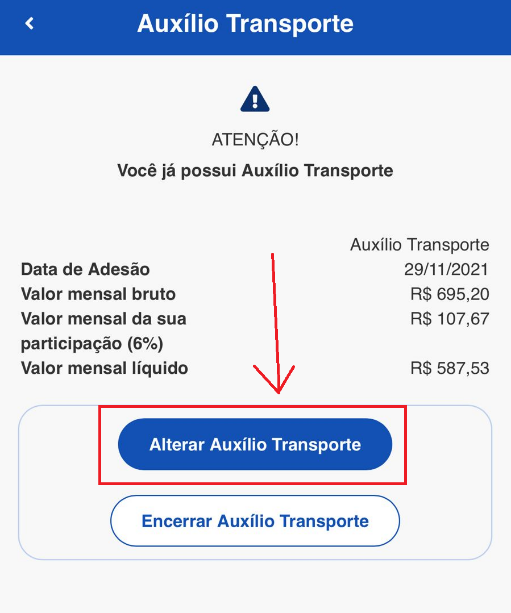 Auxílio Transporte
ATENÇÃO!
Você já possui Auxílio Transporte
Auxílio Transporte
Data de Adesão 29/11/2021
Valor mensal bruto R$ 695,20
Valor mensal da sua R$ 107,67
participação (6%)
Valor mensal líquido R$ 587,53
Alterar Auxílio Transporte
Encerrar Auxílio Transporte